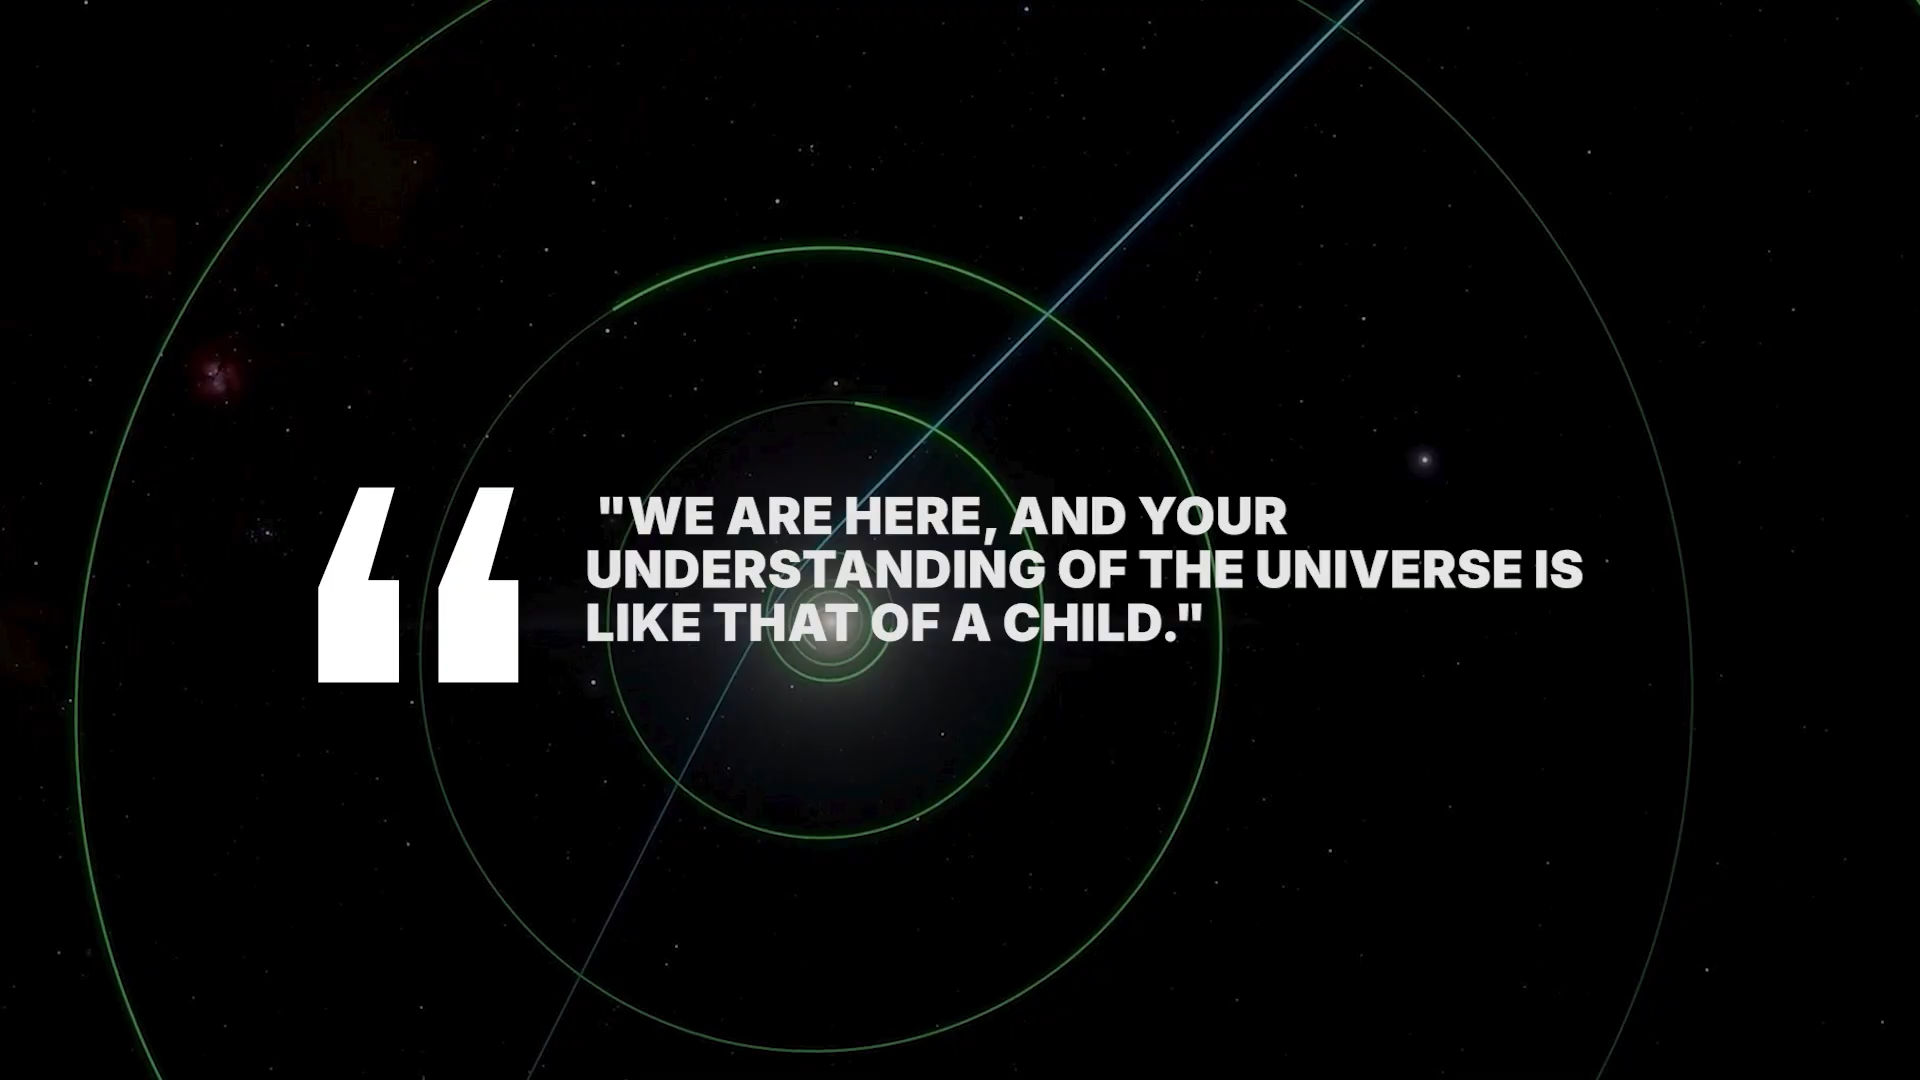 "WE ARE HERE, AND YOUR
UNDERSTANDING OF THE UNIVERSE IS
LIKE THAT OF A CHILD."